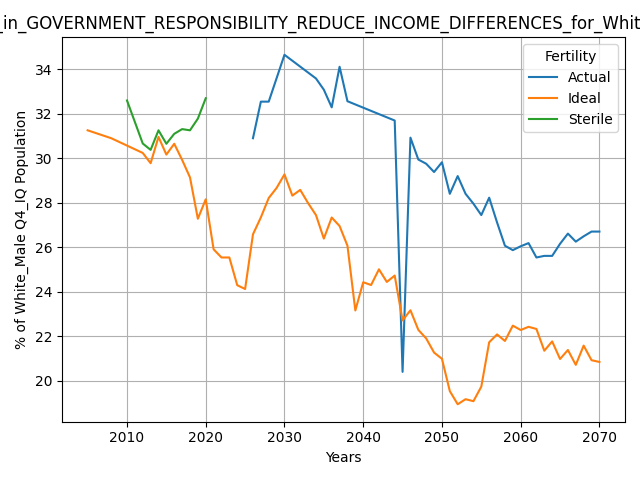 _in_GOVERNMENT_RESPONSIBILITY_REDUCE_INCOME_DIFFERENCES_for_Whit
Fertility
Actual
Ideal
Sterile
% of White_Male Q4_IQ Population
34
32
30
28
26
24
22
20
2010 2020 2030 2040 2050 2060 2070
Years